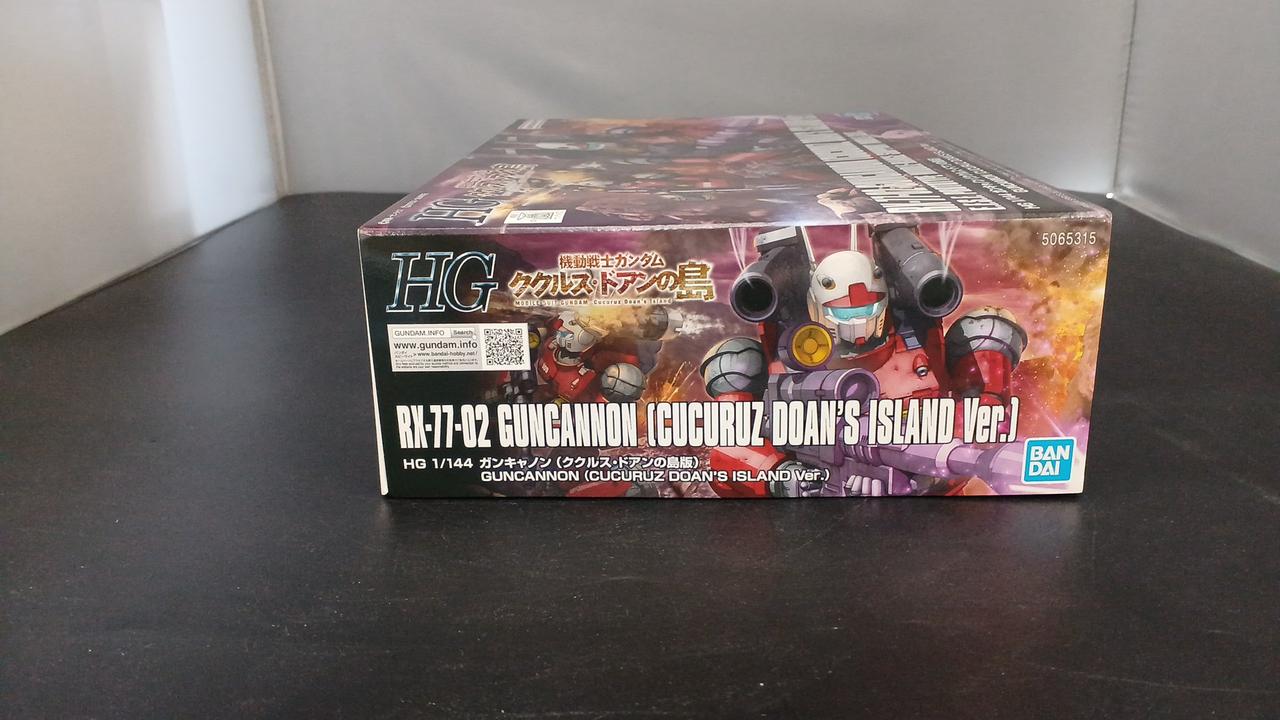 5065315
HG
機動戦士ガンダム
ククルス・ドアンの島
MOBILE SUIT GUNDAM Cucuruz Doan's Island
GUNDAM.INFO Search
www.gundam.info
> www.bandai-hobby.net/
RX-77-02 GUNCANNON (CUCURUZ DOAN'S ISLAND Ver.)
HG 1/144 ガンキャノン(ククルス・ドアンの島版)
GUNCANNON (CUCURUZ DOAN'S ISLAND Ver.)
BAN
DAI